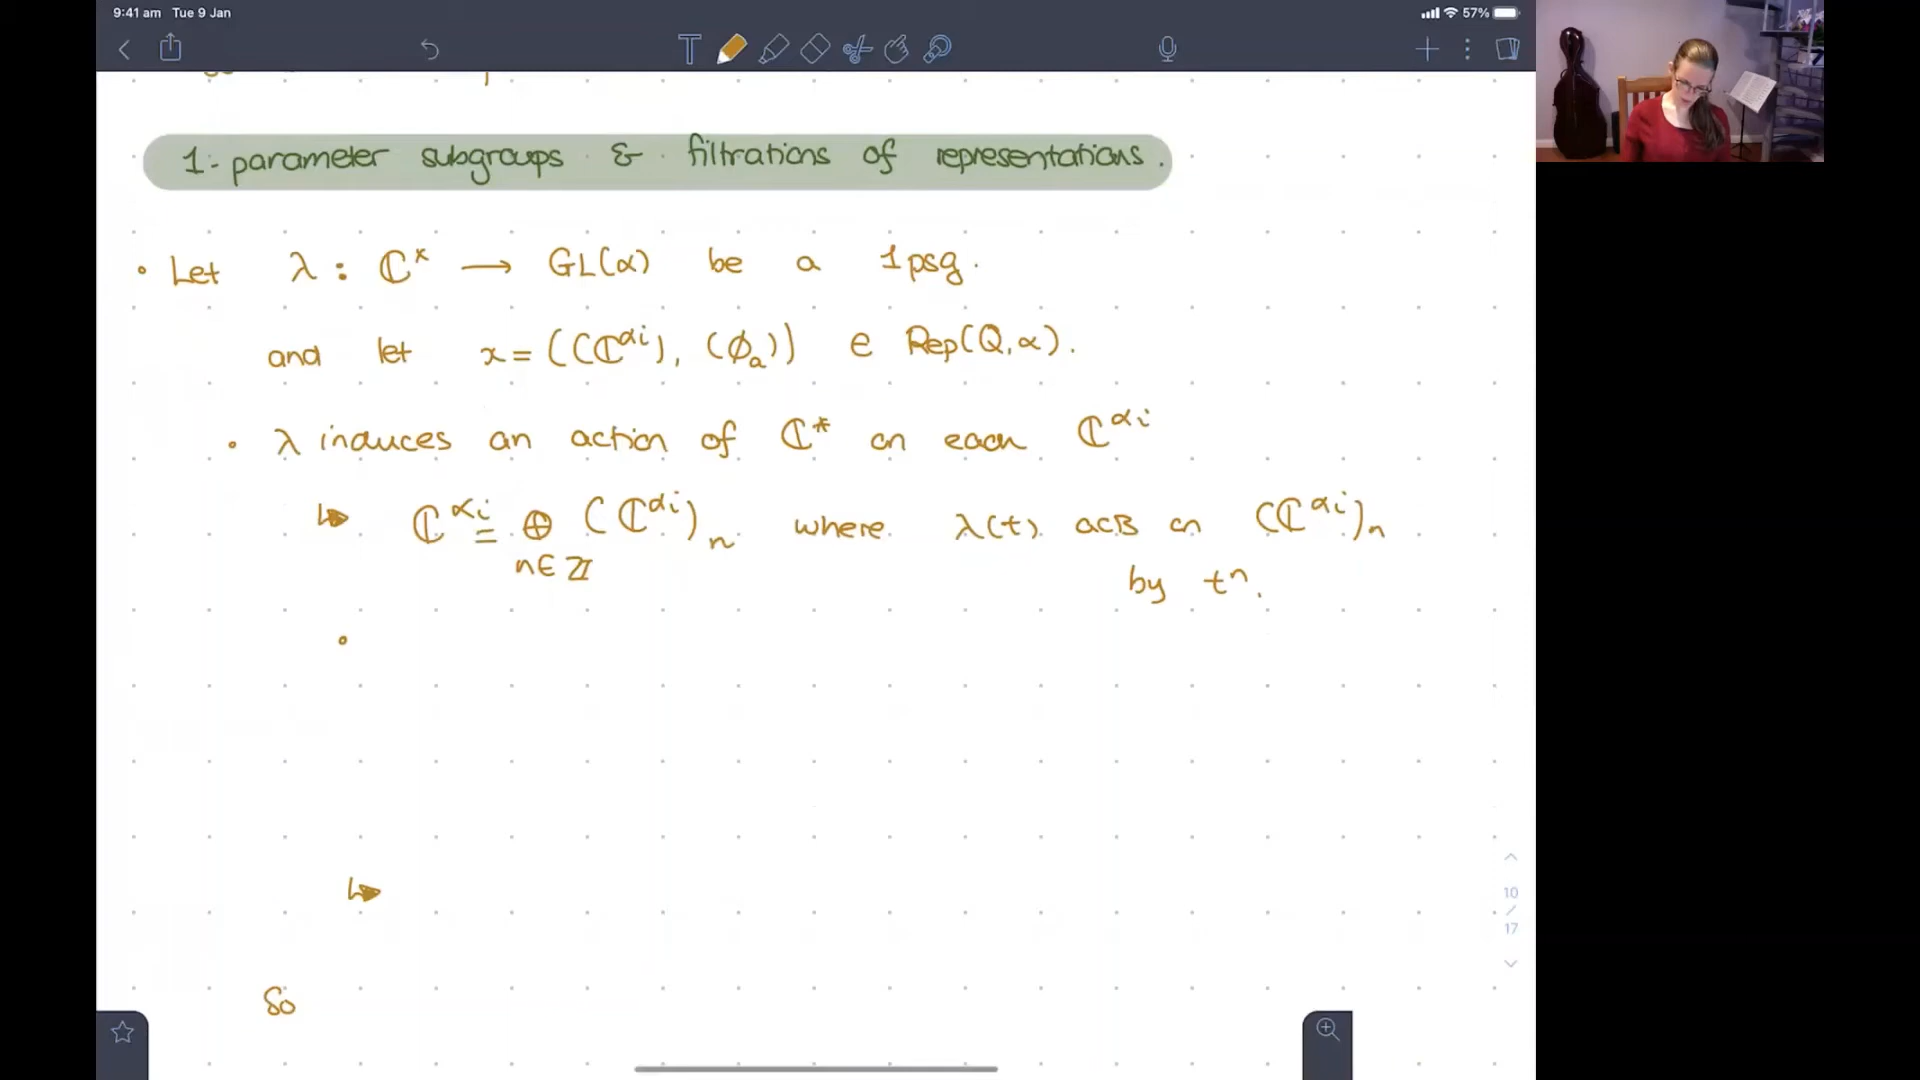 9:41 am Tue 9 Jan
57%
1-parameter subgroups & filtrations of representations.
• Let λ : ℂ* → GL(α) be a 1psg.
and let x = ((ℂ^{αi}), (ϕ_a)) ∈ Rep(Q,α).
• λ induces an action of ℂ* on each ℂ^{αi}
↳ ℂ^{αi} = ⊕_{n∈ℤ} (ℂ^{αi})_n where λ(t) acts on (ℂ^{αi})_n
by tⁿ.
•
↳
So
10
/
17